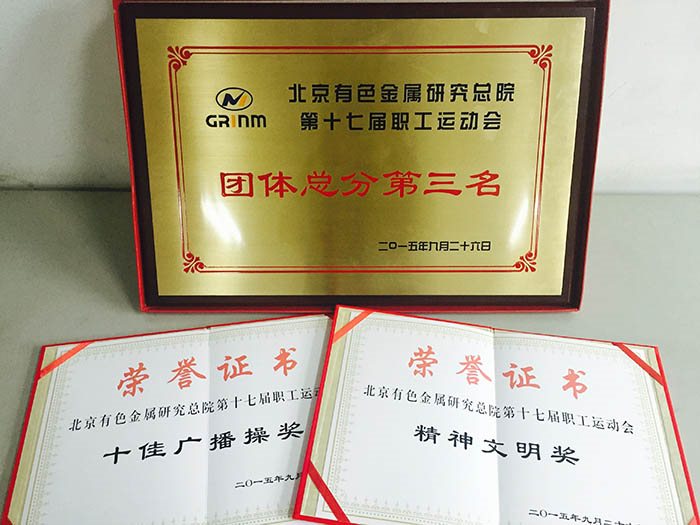 北京有色金属研究总院
GRINM
第十七届职工运动会
团体总分第三名
二〇一五年九月二十六日
荣誉证书
北京有色金属研究总院第十七届职工运动
十佳广播操奖
二〇一五年九月
荣誉证书
北京有色金属研究总院第十七届职工运动会
精神文明奖
二〇一五年九月二十